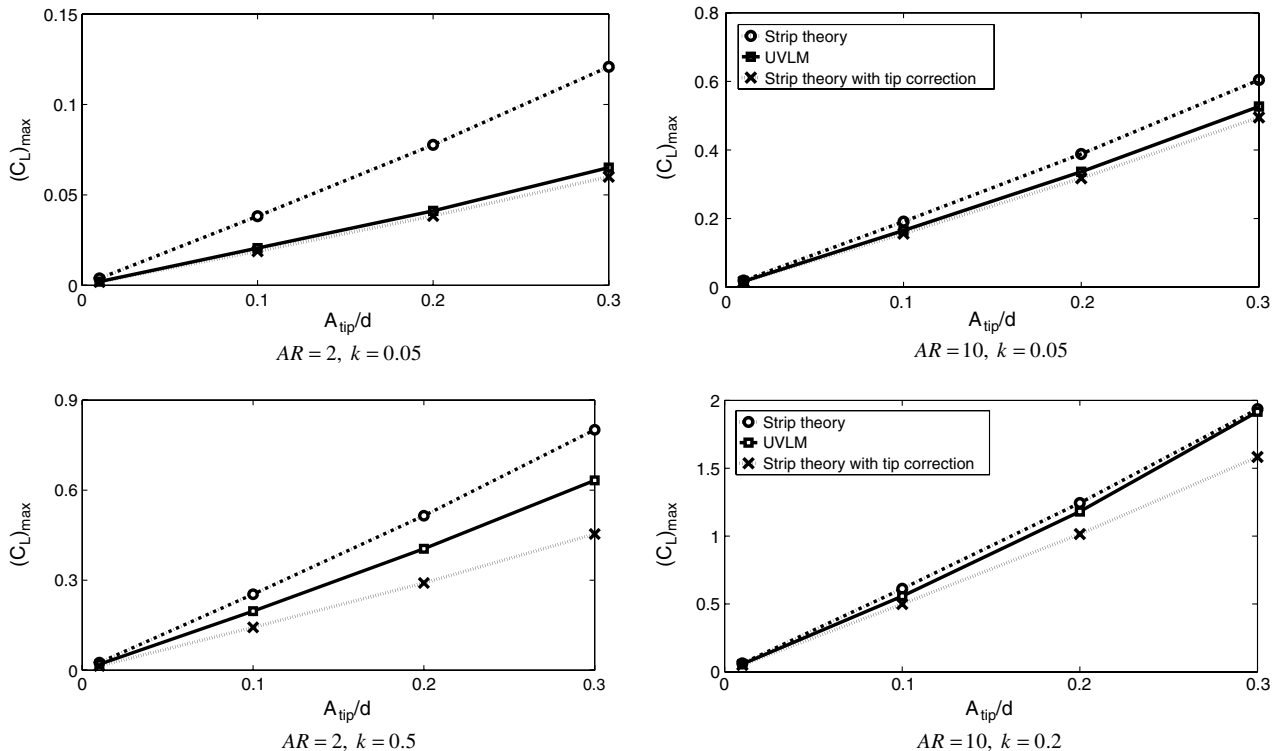 0.15
0.1
0.05
0
(C_L)_max
0 0.1 0.2 0.3
A_tip/d
AR = 2, k = 0.05
0.8
0.6
0.4
0.2
0
(C_L)_max
Strip theory
UVLM
Strip theory with tip correction
0 0.1 0.2 0.3
A_tip/d
AR = 10, k = 0.05
0.9
0.6
0.3
0
(C_L)_max
0 0.1 0.2 0.3
A_tip/d
AR = 2, k = 0.5
2
1.5
1
0.5
0
(C_L)_max
Strip theory
UVLM
Strip theory with tip correction
0 0.1 0.2 0.3
A_tip/d
AR = 10, k = 0.2